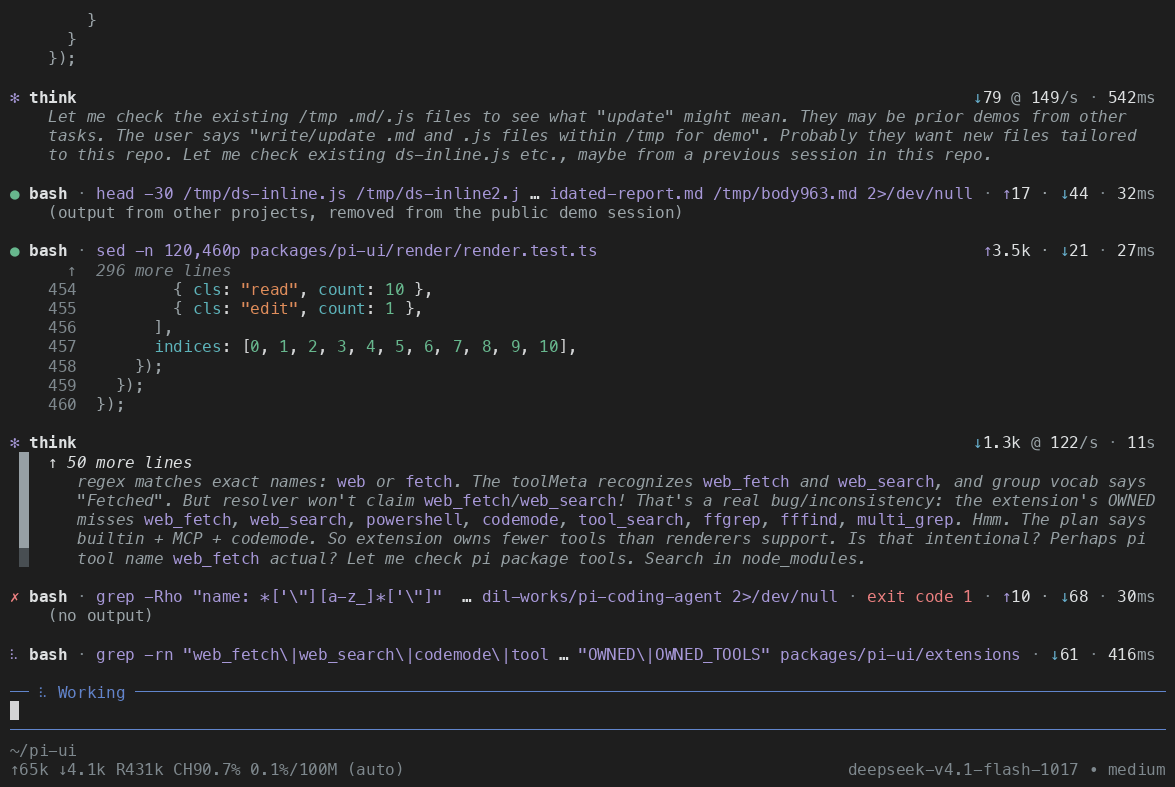 }
}
});
✻ think ↓79 @ 149/s · 542ms
Let me check the existing /tmp .md/.js files to see what "update" might mean. They may be prior demos from other
tasks. The user says "write/update .md and .js files within /tmp for demo". Probably they want new files tailored
to this repo. Let me check existing ds-inline.js etc., maybe from a previous session in this repo.
● bash · head -30 /tmp/ds-inline.js /tmp/ds-inline2.j … idated-report.md /tmp/body963.md 2>/dev/null · ↑17 · ↓44 · 32ms
(output from other projects, removed from the public demo session)
● bash · sed -n 120,460p packages/pi-ui/render/render.test.ts ↑3.5k · ↓21 · 27ms
↑ 296 more lines
454 { cls: "read", count: 10 },
455 { cls: "edit", count: 1 },
456 ],
457 indices: [0, 1, 2, 3, 4, 5, 6, 7, 8, 9, 10],
458 });
459 });
460 });
✻ think ↓1.3k @ 122/s · 11s
↑ 50 more lines
regex matches exact names: web or fetch. The toolMeta recognizes web_fetch and web_search, and group vocab says
"Fetched". But resolver won't claim web_fetch/web_search! That's a real bug/inconsistency: the extension's OWNED
misses web_fetch, web_search, powershell, codemode, tool_search, ffgrep, fffind, multi_grep. Hmm. The plan says
builtin + MCP + codemode. So extension owns fewer tools than renderers support. Is that intentional? Perhaps pi
tool name web_fetch actual? Let me check pi package tools. Search in node_modules.
✗ bash · grep -Rho "name: *['\"][a-z_]*['\"]" … dil-works/pi-coding-agent 2>/dev/null · exit code 1 · ↑10 · ↓68 · 30ms
(no output)
⠧ bash · grep -rn "web_fetch\|web_search\|codemode\|tool … "OWNED\|OWNED_TOOLS" packages/pi-ui/extensions · ↓61 · 416ms
── ⠧ Working ──
~/pi-ui
↑65k ↓4.1k R431k CH90.7% 0.1%/100M (auto) deepseek-v4.1-flash-1017 • medium